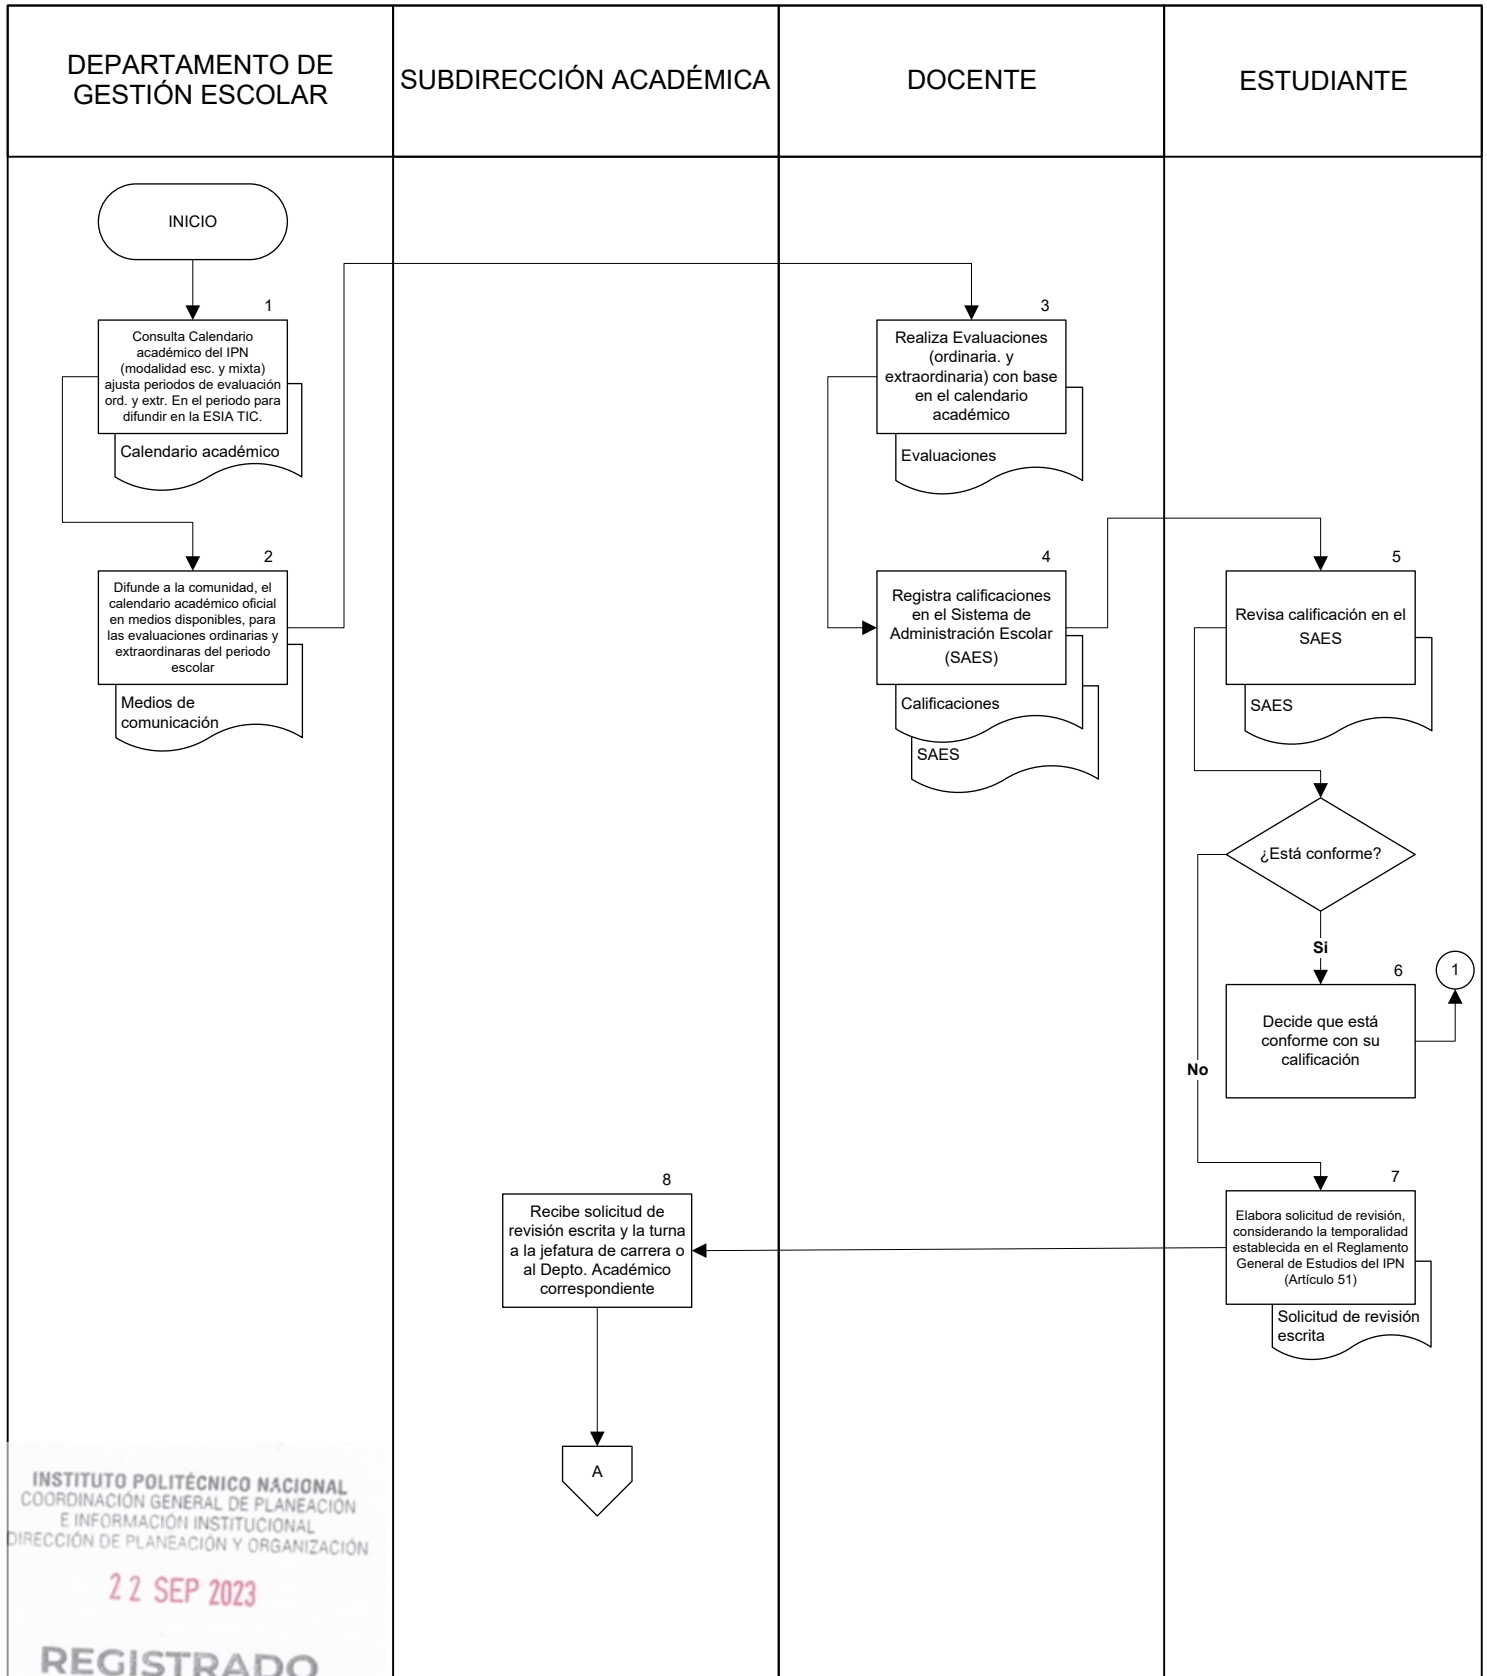 DEPARTAMENTO DE
GESTIÓN ESCOLAR
SUBDIRECCIÓN ACADÉMICA
DOCENTE
ESTUDIANTE
INICIO
1
Consulta Calendario
académico del IPN
(modalidad esc. y mixta)
ajusta periodos de evaluación
ord. y extr. En el periodo para
difundir en la ESIA TIC.
Calendario académico
2
Difunde a la comunidad, el
calendario académico oficial
en medios disponibles, para
las evaluaciones ordinarias y
extraordinaras del periodo
escolar
Medios de
comunicación
3
Realiza Evaluaciones
(ordinaria. y
extraordinaria) con base
en el calendario
académico
Evaluaciones
4
Registra calificaciones
en el Sistema de
Administración Escolar
(SAES)
Calificaciones
SAES
5
Revisa calificación en el
SAES
SAES
¿Está conforme?
Si
6
1
Decide que está
conforme con su
calificación
No
7
Elabora solicitud de revisión,
considerando la temporalidad
establecida en el Reglamento
General de Estudios del IPN
(Artículo 51)
Solicitud de revisión
escrita
8
Recibe solicitud de
revisión escrita y la turna
a la jefatura de carrera o
al Depto. Académico
correspondiente
A
INSTITUTO POLITÉCNICO NACIONAL
COORDINACIÓN GENERAL DE PLANEACIÓN
E INFORMACIÓN INSTITUCIONAL
DIRECCIÓN DE PLANEACIÓN Y ORGANIZACIÓN
22 SEP 2023
REGISTRADO